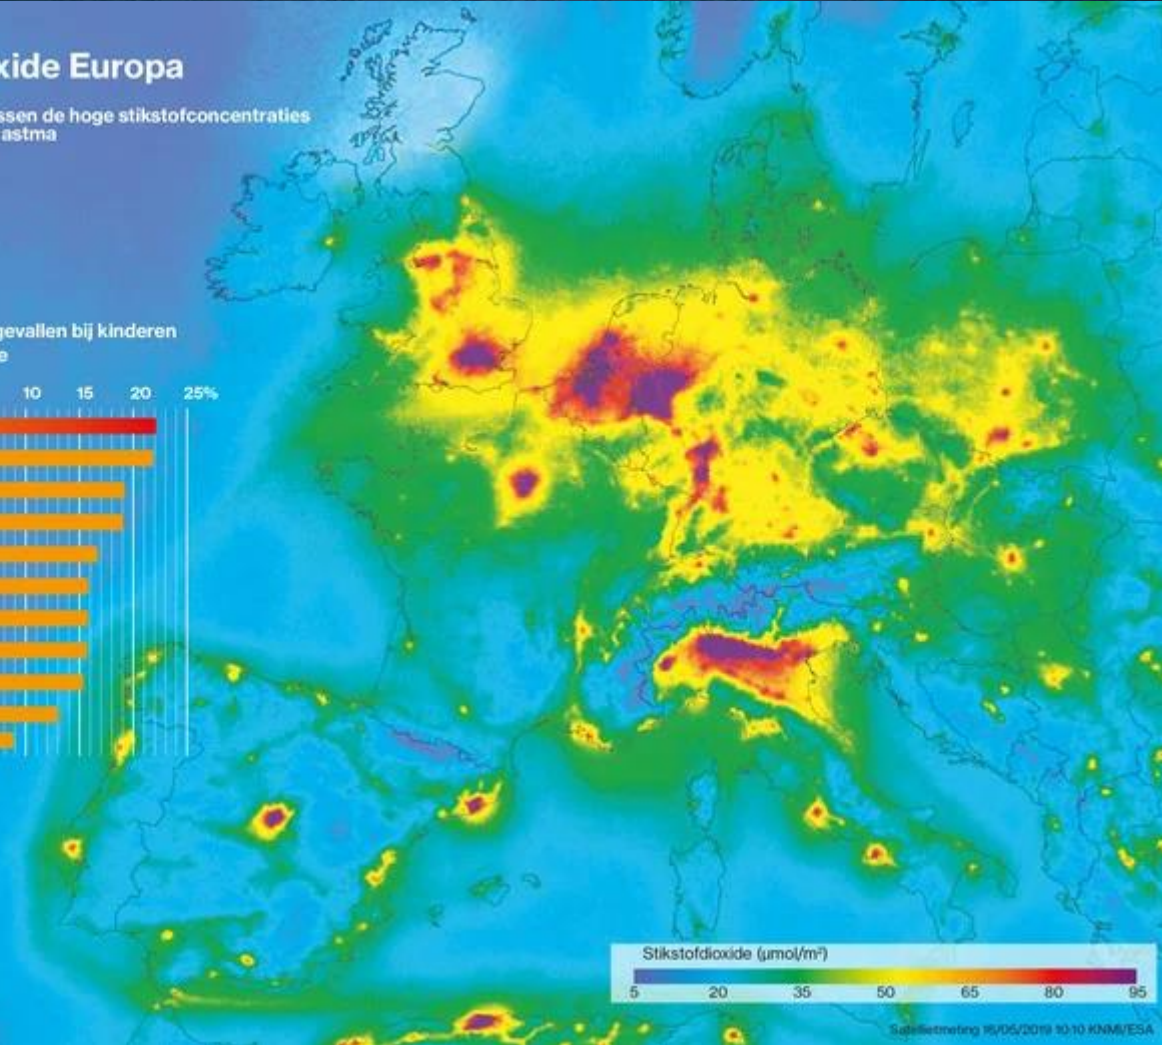 xide Europa
ssen de hoge stikstofconcentraties
astma
gevallen bij kinderen
e
10 15 20 25%
Stikstofdioxide (µmol/m²)
5 20 35 50 65 80 95
Satellietmeting 16/05/2019 10:10 KNMI/ESA